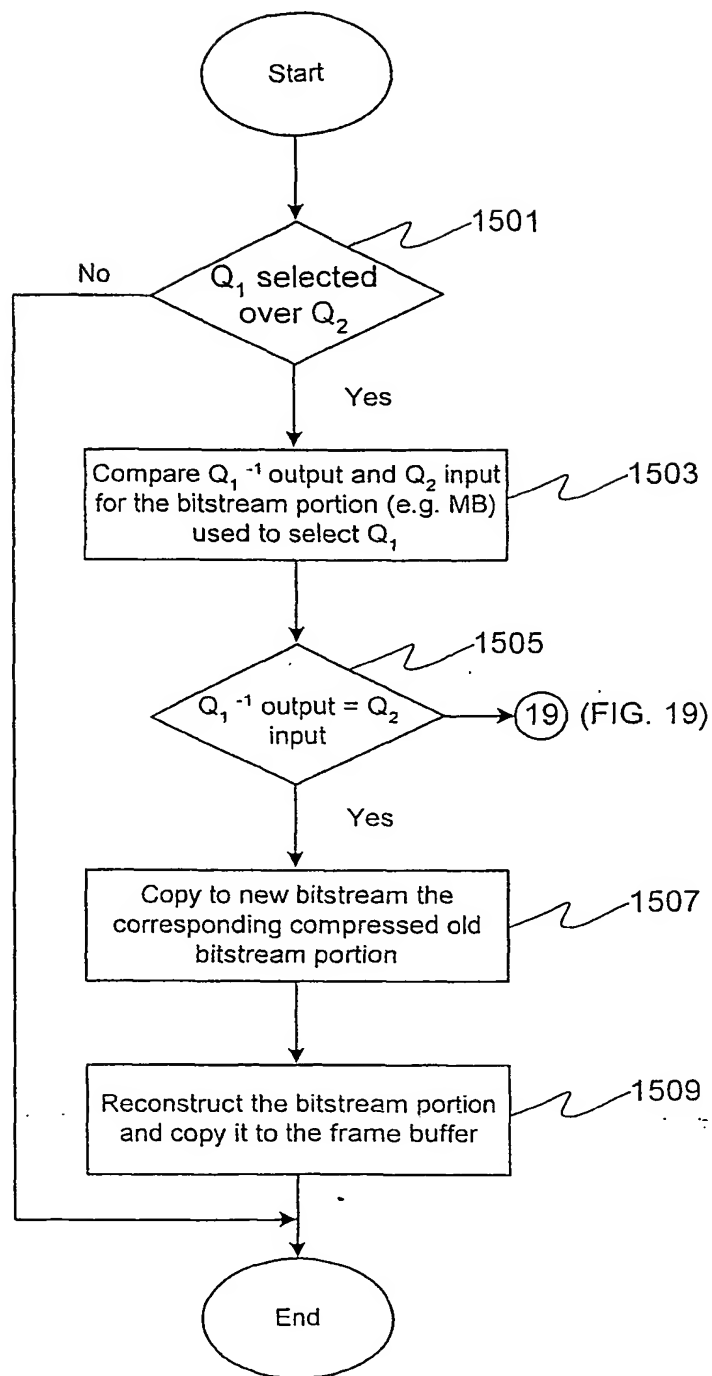 Start
1501
No
Q₁ selected
over Q₂
Yes
Compare Q₁⁻¹ output and Q₂ input
for the bitstream portion (e.g. MB)
used to select Q₁
1503
1505
Q₁⁻¹ output = Q₂
input
19 (FIG. 19)
Yes
Copy to new bitstream the
corresponding compressed old
bitstream portion
1507
Reconstruct the bitstream portion
and copy it to the frame buffer
1509
End